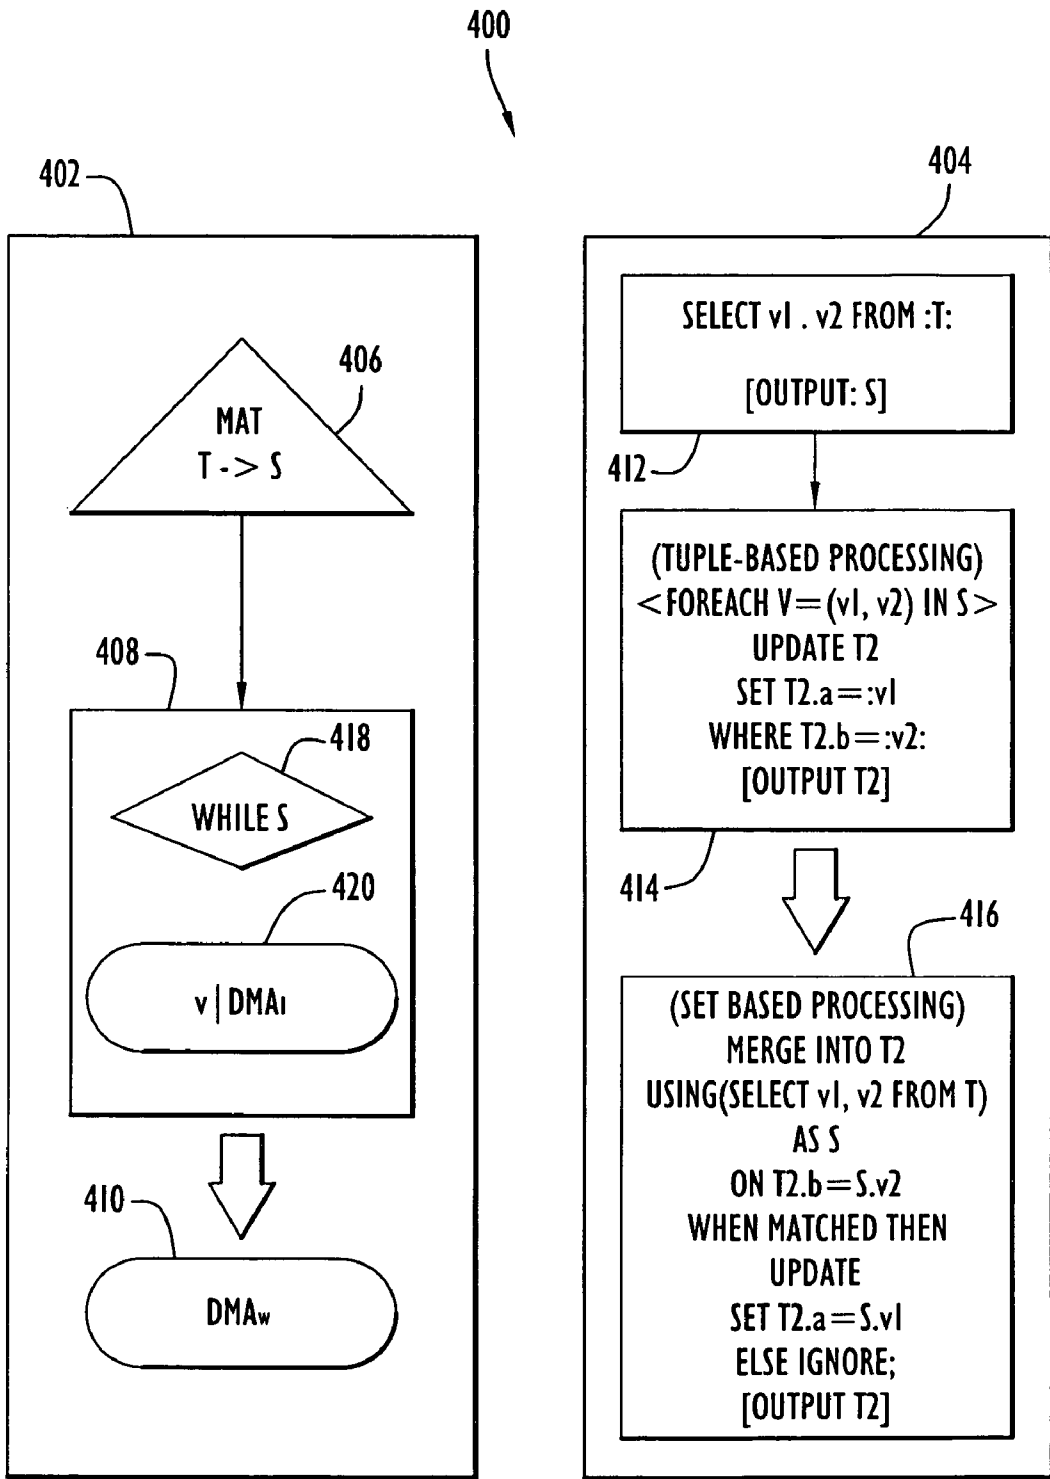 400
402
404
406
MAT
T -> S
408
418
WHILE S
420
v | DMA1
410
DMAw
SELECT v1 . v2 FROM :T:
[OUTPUT: S]
412
(TUPLE-BASED PROCESSING)
<FOREACH V=(v1, v2) IN S>
UPDATE T2
SET T2.a=:v1
WHERE T2.b=:v2:
[OUTPUT T2]
414
416
(SET BASED PROCESSING)
MERGE INTO T2
USING(SELECT v1, v2 FROM T)
AS S
ON T2.b=S.v2
WHEN MATCHED THEN
UPDATE
SET T2.a=S.v1
ELSE IGNORE;
[OUTPUT T2]